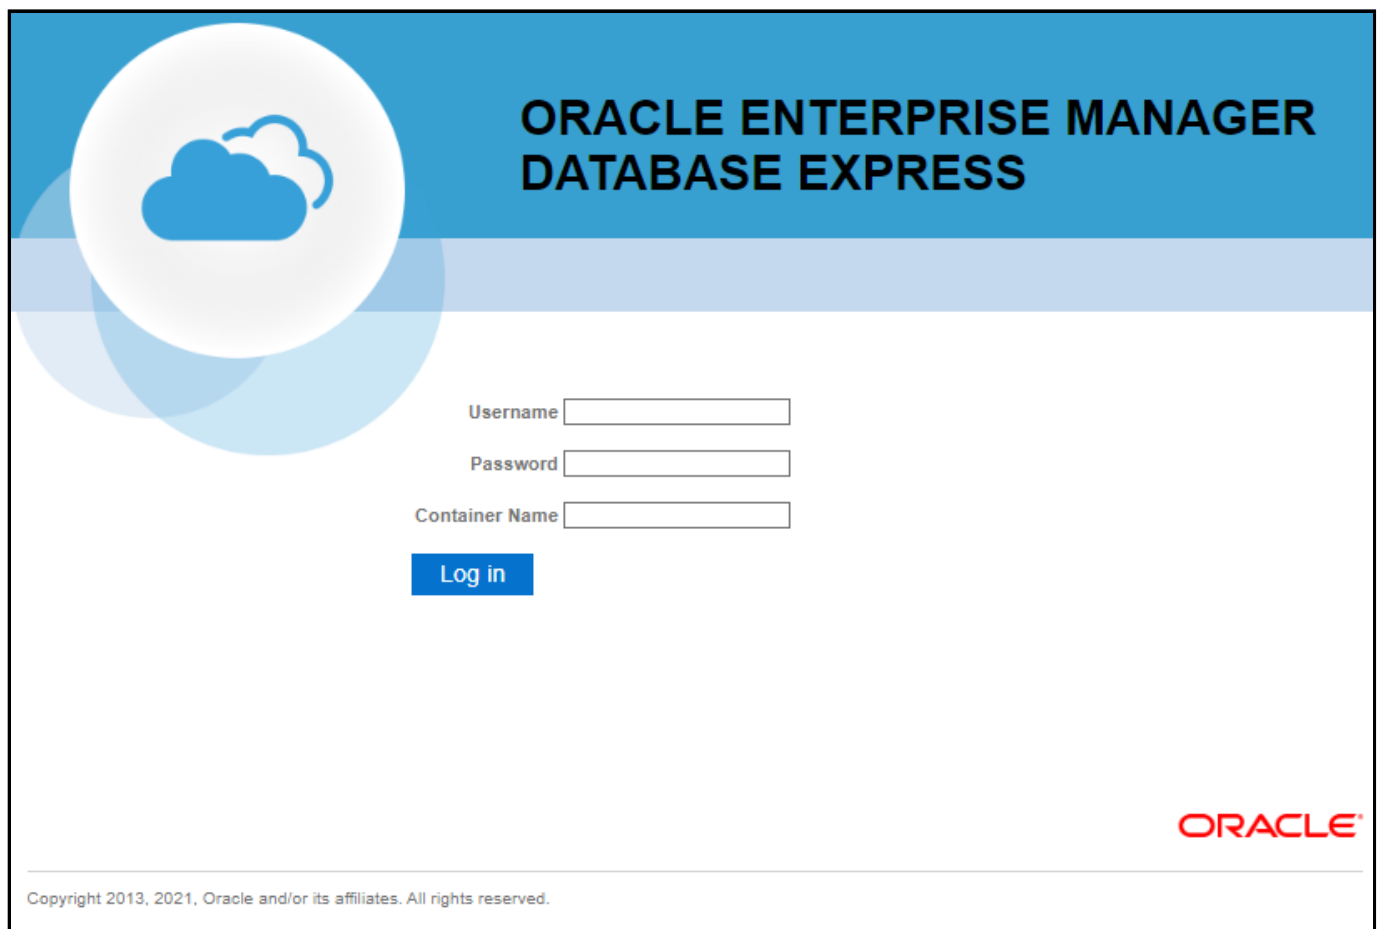 ORACLE ENTERPRISE MANAGER
DATABASE EXPRESS
Username
Password
Container Name
Log in
ORACLE®
Copyright 2013, 2021, Oracle and/or its affiliates. All rights reserved.